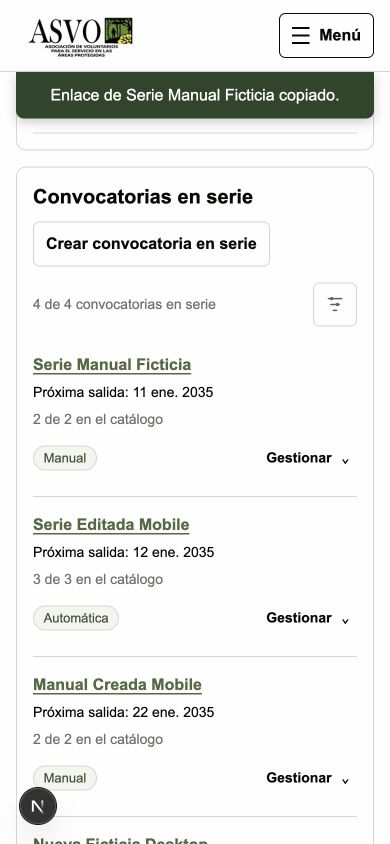 ASVO
ASOCIACIÓN DE VOLUNTARIOS
PARA EL SERVICIO EN LAS
ÁREAS PROTEGIDAS
Menú
Enlace de Serie Manual Ficticia copiado.
Convocatorias en serie
Crear convocatoria en serie
4 de 4 convocatorias en serie
Serie Manual Ficticia
Próxima salida: 11 ene. 2035
2 de 2 en el catálogo
Manual
Gestionar
Serie Editada Mobile
Próxima salida: 12 ene. 2035
3 de 3 en el catálogo
Automática
Gestionar
Manual Creada Mobile
Próxima salida: 22 ene. 2035
2 de 2 en el catálogo
Manual
Gestionar
N
Nueva Ficticia Desktop